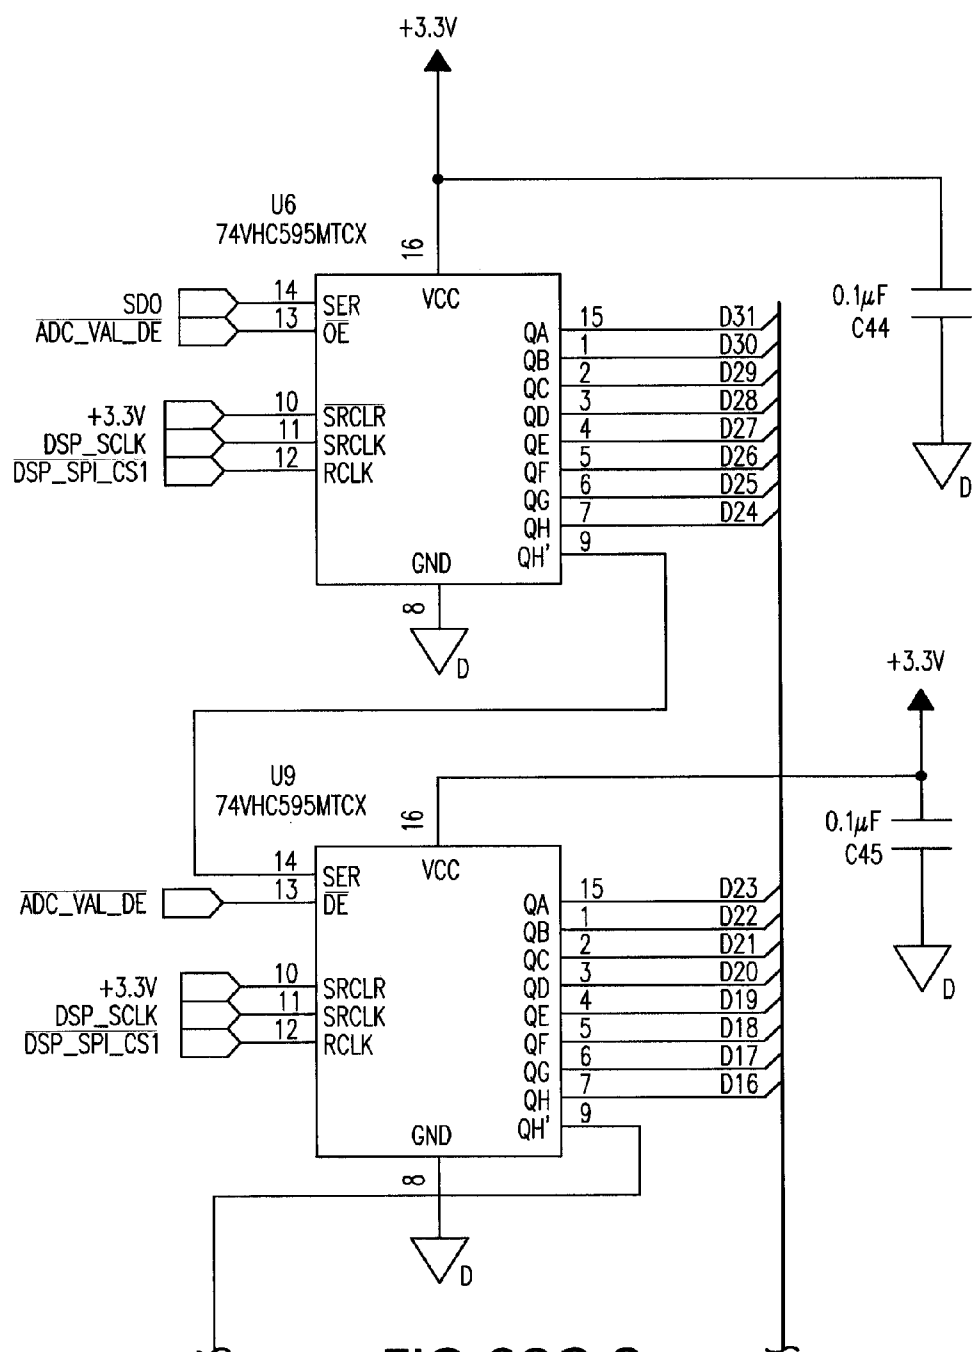 +3.3V
U6
74VHC595MTCX
16
VCC
SDO 14 SER
ADC_VAL_DE 13 OE
+3.3V 10 SRCLR
DSP_SCLK 11 SRCLK
DSP_SPI_CS1 12 RCLK
QA 15 D31
QB 1 D30
QC 2 D29
QD 3 D28
QE 4 D27
QF 5 D26
QG 6 D25
QH 7 D24
QH' 9
GND
8
D
0.1µF
C44
D
+3.3V
U9
74VHC595MTCX
16
VCC
0.1µF
C45
D
14 SER
ADC_VAL_DE 13 DE
+3.3V 10 SRCLR
DSP_SCLK 11 SRCLK
DSP_SPI_CS1 12 RCLK
QA 15 D23
QB 1 D22
QC 2 D21
QD 3 D20
QE 4 D19
QF 5 D18
QG 6 D17
QH 7 D16
QH' 9
GND
8
D